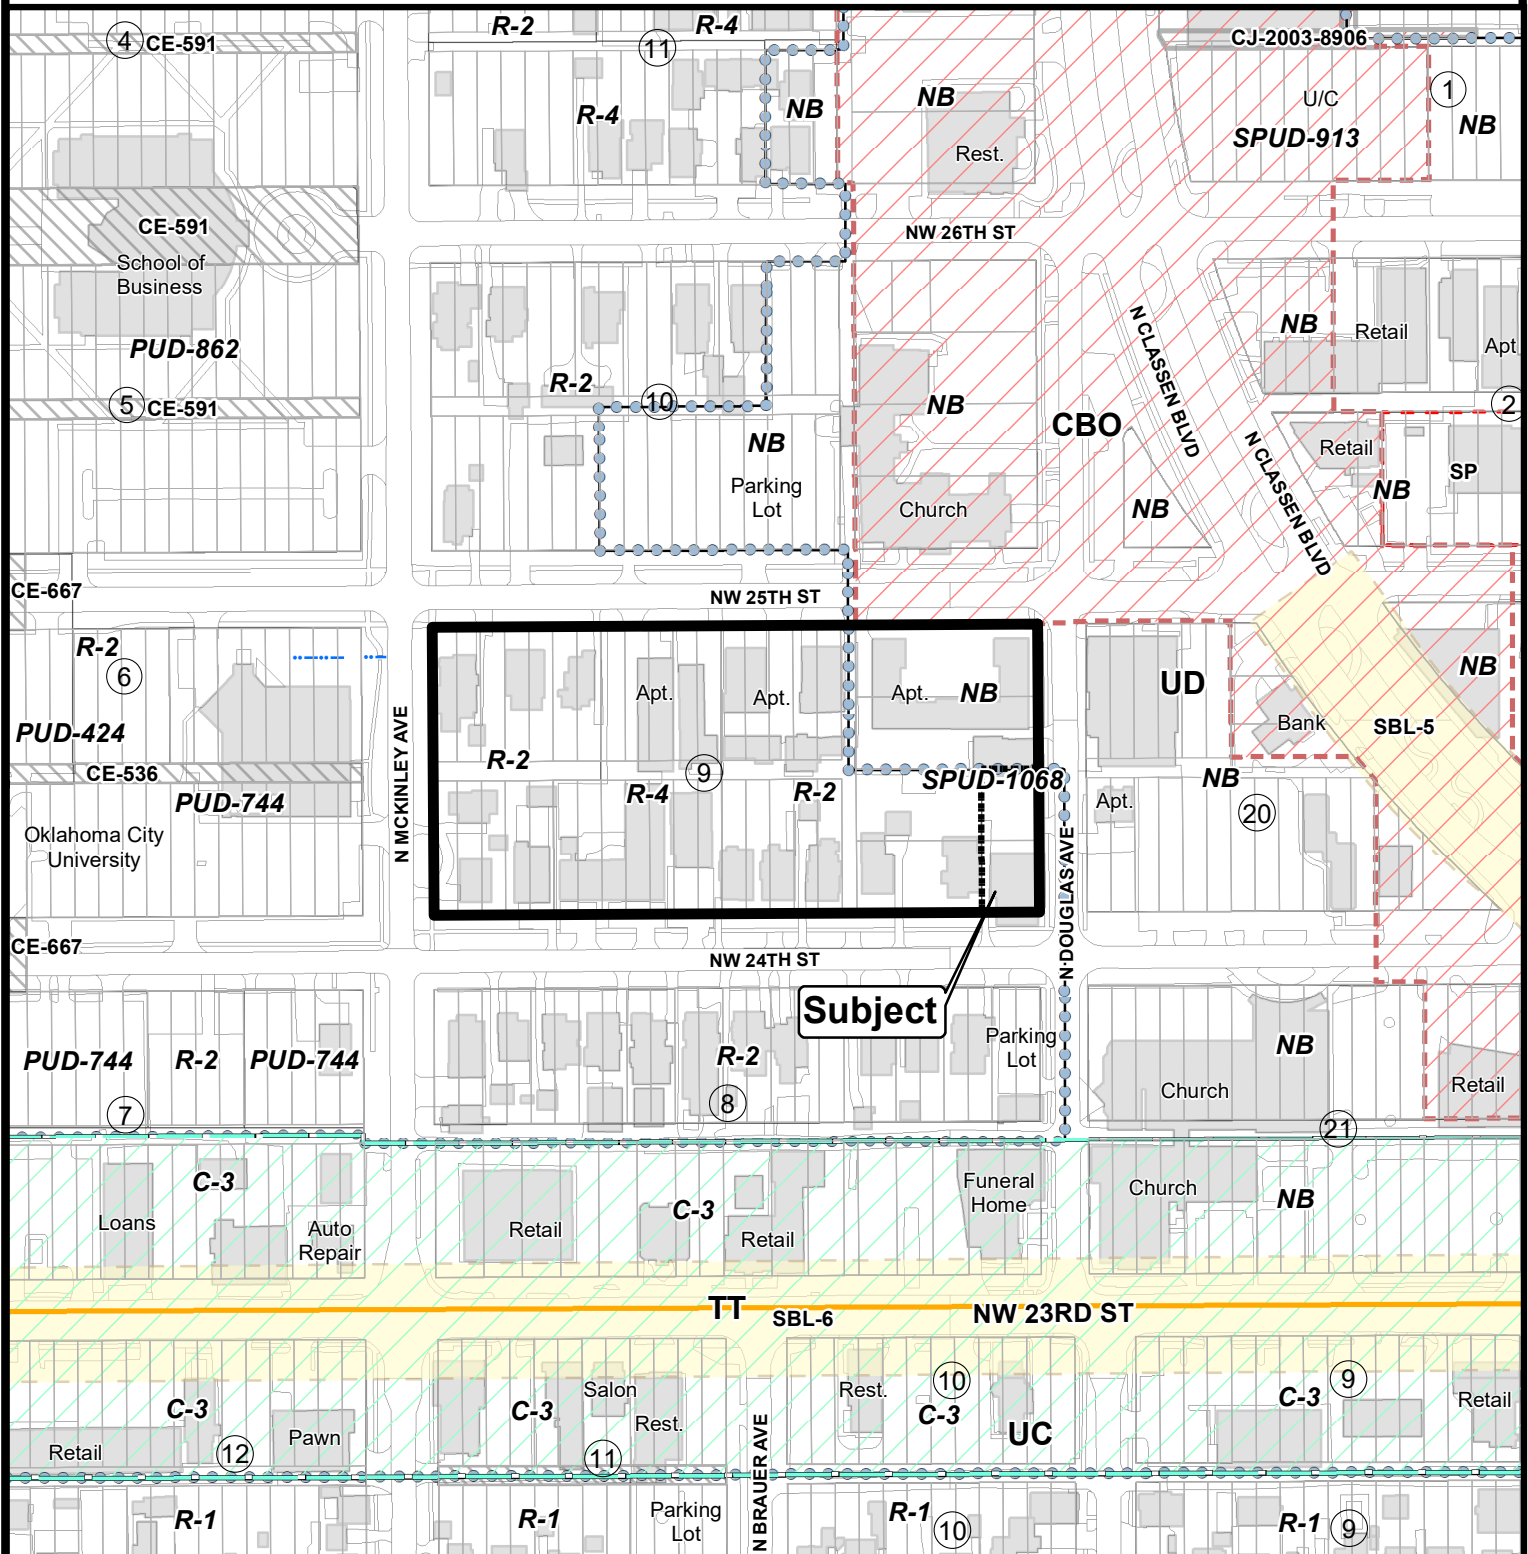 R-2
R-4
4
CE-591
11
CJ-2003-8906
NB
NB
U/C
1
R-4
NB
SPUD-913
Rest.
CE-591
NW 26TH ST
School of
Business
NB
Retail
Apt.
PUD-862
R-2
N CLASSEN BLVD
5
CE-591
10
NB
CBO
2
NB
Retail
SP
Parking
Lot
Church
NB
NB
N CLASSEN BLVD
CE-667
NW 25TH ST
R-2
6
Apt.
Apt.
Apt.
NB
UD
NB
PUD-424
N MCKINLEY AVE
Bank
SBL-5
CE-536
R-2
9
SPUD-1068
NB
PUD-744
R-4
R-2
Apt.
20
Oklahoma City
University
N DOUGLAS AVE
CE-667
NW 24TH ST
Subject
PUD-744
R-2
PUD-744
R-2
Parking
Lot
NB
Church
Retail
7
8
21
C-3
Funeral
Home
Church
NB
Loans
Auto
Repair
Retail
C-3
Retail
TT
SBL-6
NW 23RD ST
Salon
Rest.
10
9
C-3
C-3
Rest.
C-3
C-3
Retail
Retail
12
Pawn
11
N BRAUER AVE
UC
R-1
R-1
Parking
Lot
R-1
10
R-1
9